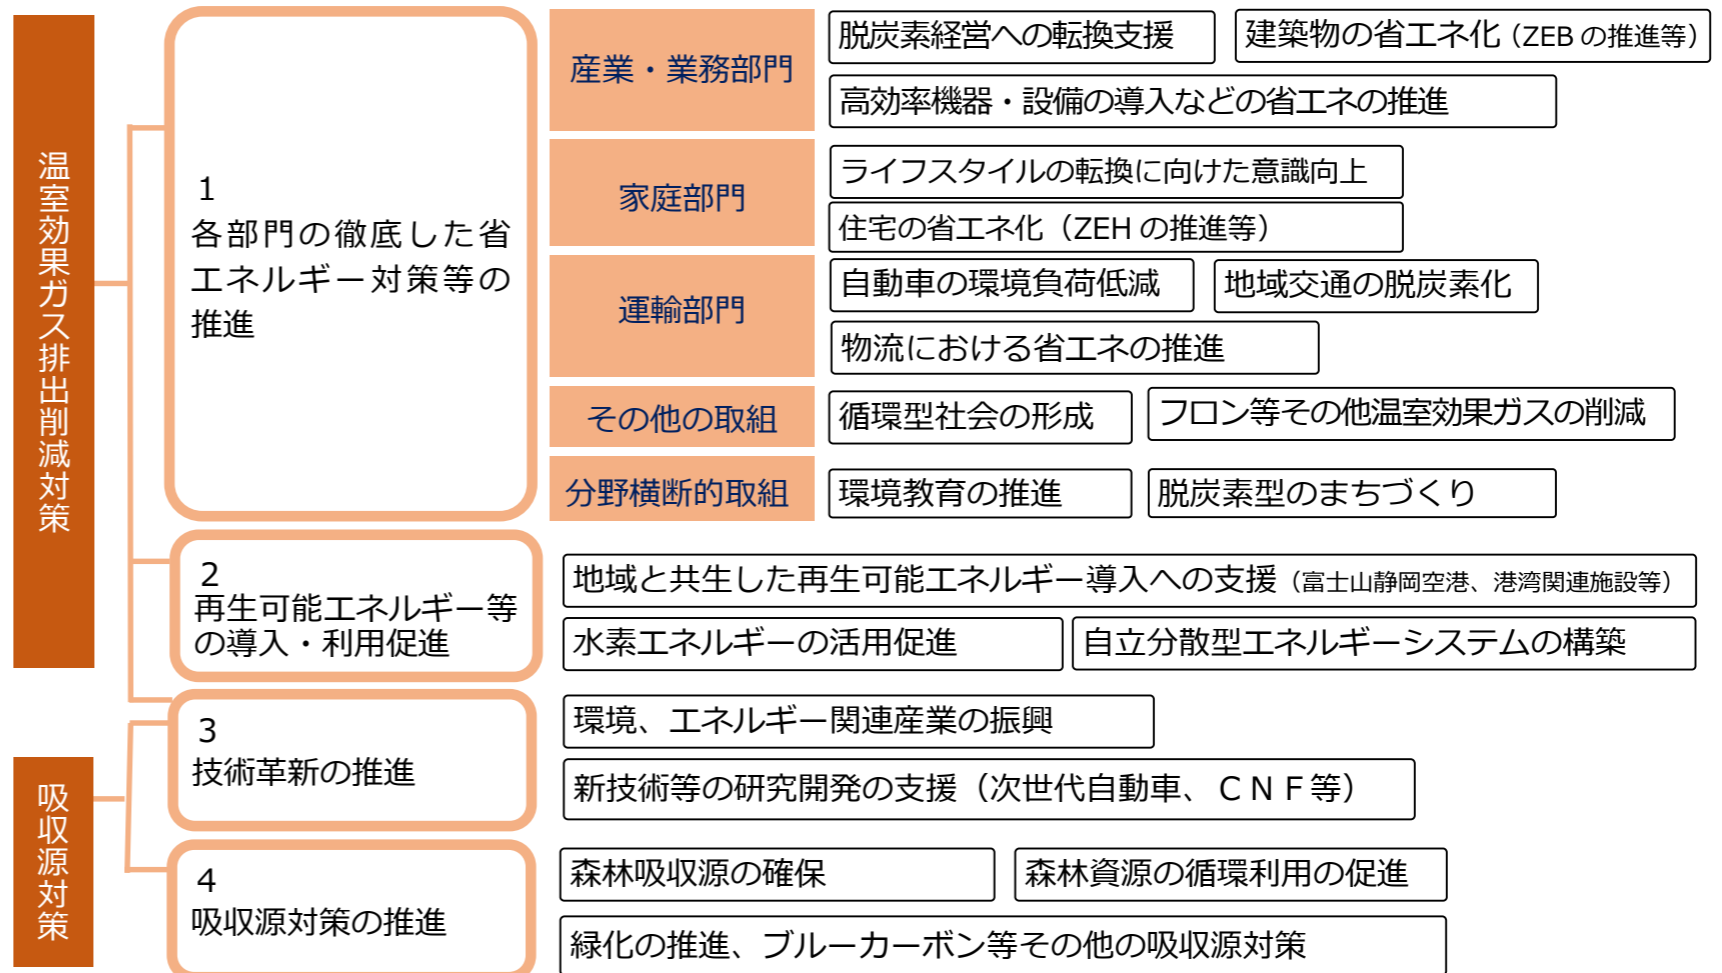 温室効果ガス排出削減対策
1
各部門の徹底した省
エネルギー対策等の
推進
産業・業務部門
脱炭素経営への転換支援
建築物の省エネ化（ZEBの推進等）
高効率機器・設備の導入などの省エネの推進
家庭部門
ライフスタイルの転換に向けた意識向上
住宅の省エネ化（ZEHの推進等）
運輸部門
自動車の環境負荷低減
地域交通の脱炭素化
物流における省エネの推進
その他の取組
循環型社会の形成
フロン等その他温室効果ガスの削減
分野横断的取組
環境教育の推進
脱炭素型のまちづくり
2
再生可能エネルギー等
の導入・利用促進
地域と共生した再生可能エネルギー導入への支援（富士山静岡空港、港湾関連施設等）
水素エネルギーの活用促進
自立分散型エネルギーシステムの構築
3
技術革新の推進
環境、エネルギー関連産業の振興
新技術等の研究開発の支援（次世代自動車、ＣＮＦ等）
吸収源対策
4
吸収源対策の推進
森林吸収源の確保
森林資源の循環利用の促進
緑化の推進、ブルーカーボン等その他の吸収源対策